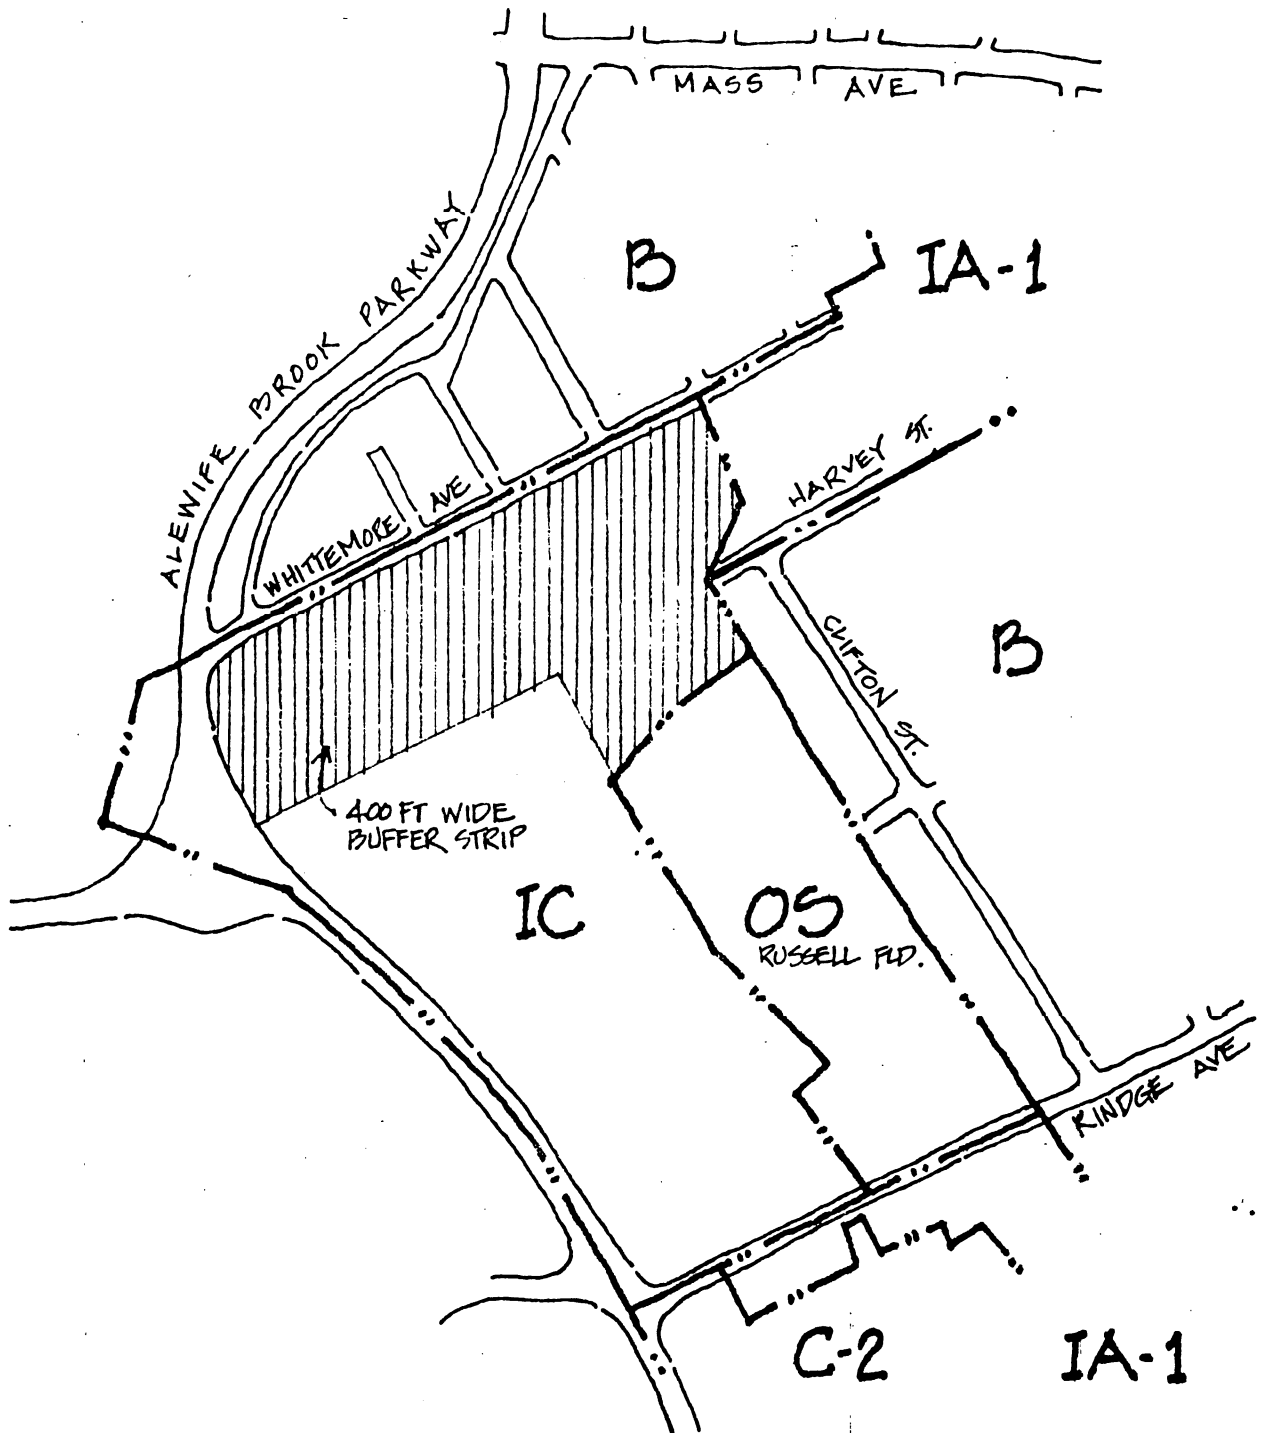 MASS AVE
ALEWIFE BROOK PARKWAY
B
IA-1
HARVEY ST.
WHITTEMORE AVE
CLIFTON ST.
B
400 FT WIDE
BUFFER STRIP
IC
OS
RUSSELL FLD.
RINDGE AVE
C-2
IA-1